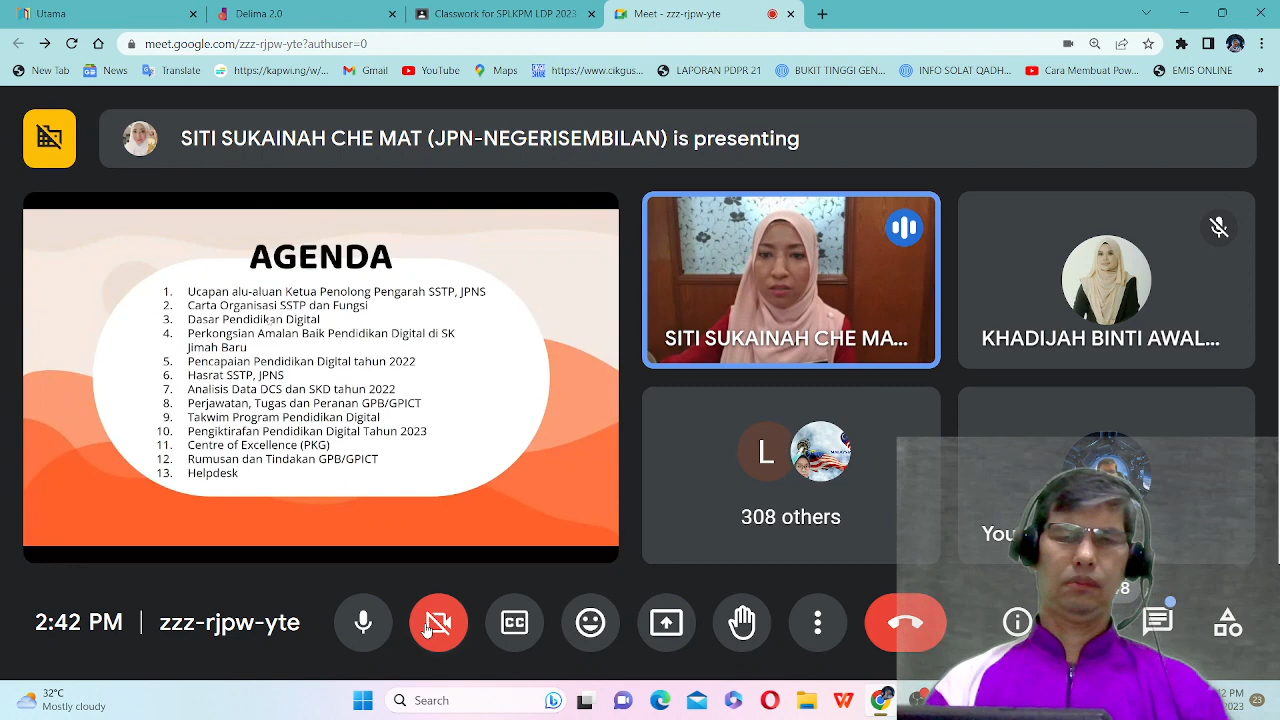 Utama
Delima 2.0
Classwork for SPLKPM LDP 2023
Meet - zzz-rjpw-yte
meet.google.com/zzz-rjpw-yte?authuser=0
New Tab
News
Translate
https://kapwing/w...
Gmail
YouTube
Maps
https://www.cikgus...
LAPORAN PDPR 21
BUKIT TINGGI GEN...
INFO SOLAT QADH...
Cara Membuat Pow...
EMIS ONLINE
»
SITI SUKAINAH CHE MAT (JPN-NEGERISEMBILAN) is presenting
AGENDA
1. Ucapan alu-aluan Ketua Penolong Pengarah SSTP, JPNS
2. Carta Organisasi SSTP dan Fungsi
3. Dasar Pendidikan Digital
4. Perkongsian Amalan Baik Pendidikan Digital di SK
Jimah Baru
5. Pencapaian Pendidikan Digital tahun 2022
6. Hasrat SSTP, JPNS
7. Analisis Data DCS dan SKD tahun 2022
8. Perjawatan, Tugas dan Peranan GPB/GPICT
9. Takwim Program Pendidikan Digital
10. Pengiktirafan Pendidikan Digital Tahun 2023
11. Centre of Excellence (PKG)
12. Rumusan dan Tindakan GPB/GPICT
13. Helpdesk
SITI SUKAINAH CHE MA...
KHADIJAH BINTI AWAL...
L
308 others
You
2:42 PM
zzz-rjpw-yte
CC
32°C
Mostly cloudy
Search
23